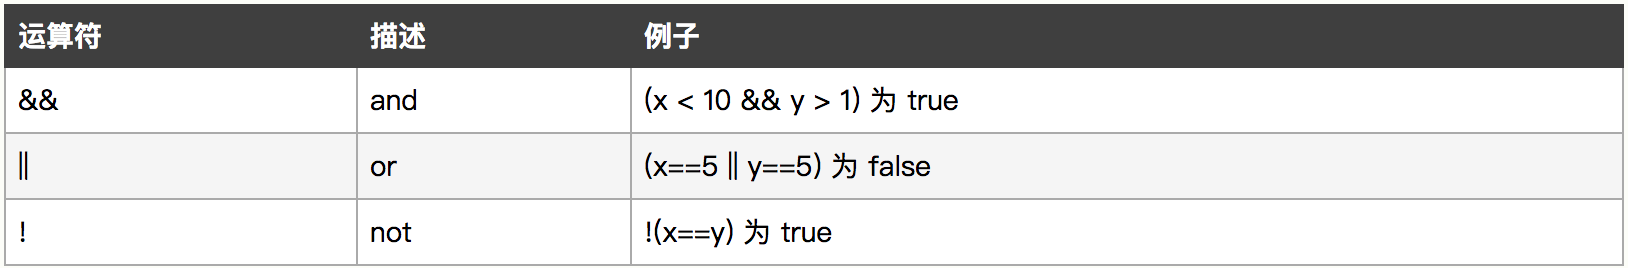 运算符 描述 例子
&& and (x < 10 && y > 1) 为 true
|| or (x==5 || y==5) 为 false
! not !(x==y) 为 true